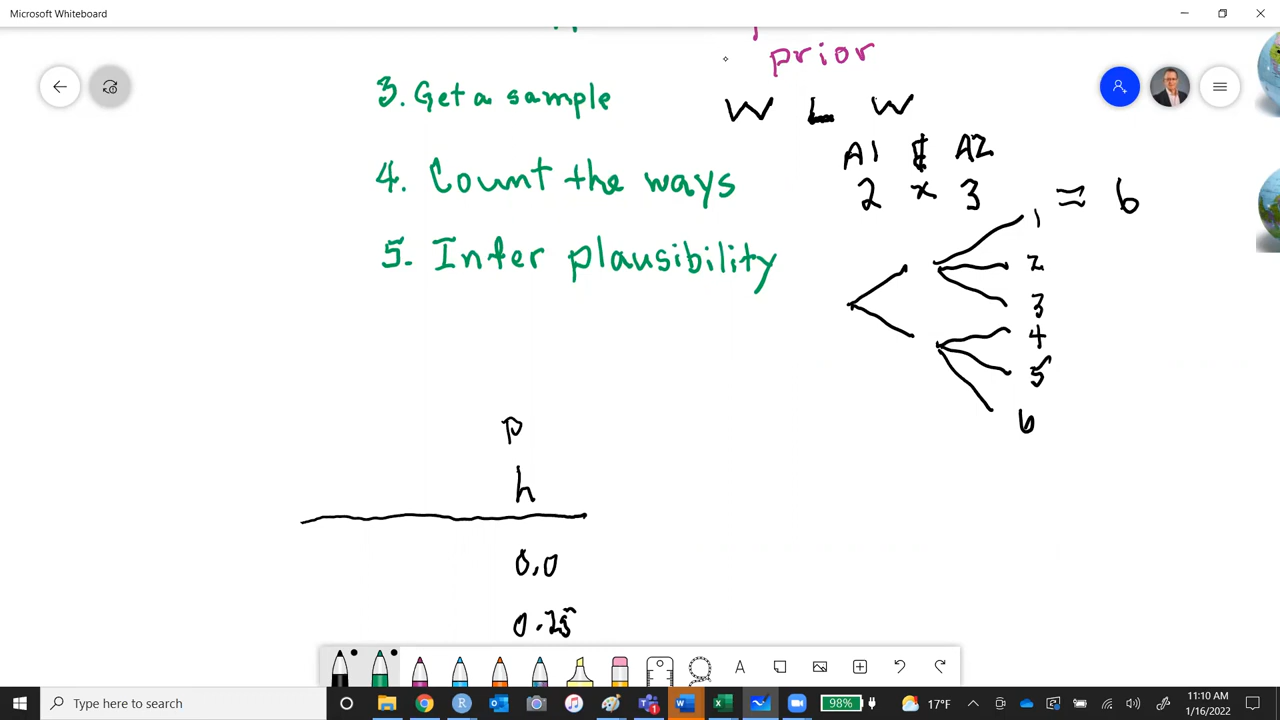 Microsoft Whiteboard
prior
3. Get a sample
W L W
A1 & A2
4. Count the ways
2 x 3 = 6
1
5. Infer plausibility
2
3
4
5
6
p
h
0.0
0.25
A
Type here to search
98%
17°F
11:10 AM
1/16/2022